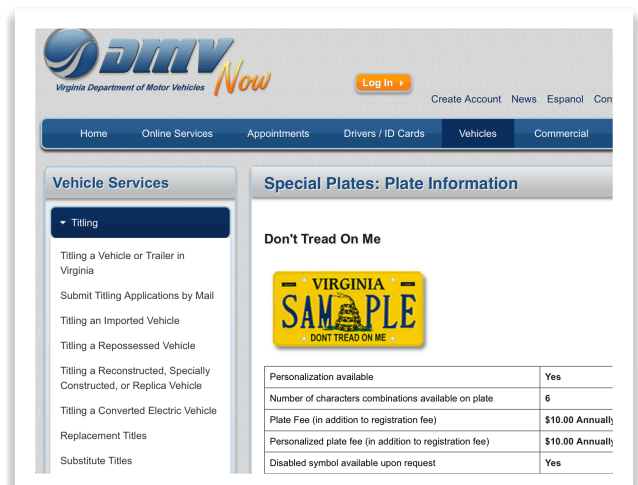 DMV Now
Virginia Department of Motor Vehicles
Log In
Create Account News Espanol Con
Home Online Services Appointments Drivers / ID Cards Vehicles Commercial
Vehicle Services
Titling
Titling a Vehicle or Trailer in
Virginia
Submit Titling Applications by Mail
Titling an Imported Vehicle
Titling a Repossessed Vehicle
Titling a Reconstructed, Specially
Constructed, or Replica Vehicle
Titling a Converted Electric Vehicle
Replacement Titles
Substitute Titles
Special Plates: Plate Information
Don't Tread On Me
VIRGINIA
SAMPLE
DONT TREAD ON ME
Personalization available Yes
Number of characters combinations available on plate 6
Plate Fee (in addition to registration fee) $10.00 Annually
Personalized plate fee (in addition to registration fee) $10.00 Annually
Disabled symbol available upon request Yes